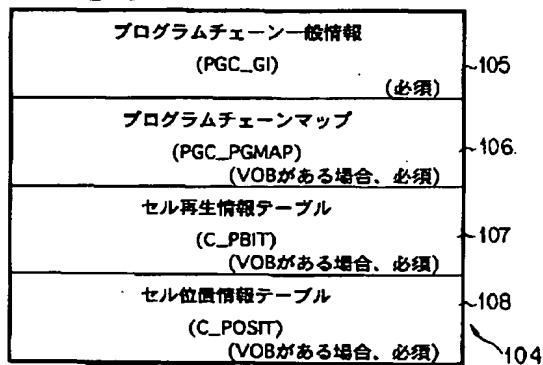 プログラムチェーン一般情報
(PGC_GI)
(必須)
105
プログラムチェーンマップ
(PGC_PGMAP)
(VOBがある場合、必須)
106
セル再生情報テーブル
(C_PBIT)
(VOBがある場合、必須)
107
セル位置情報テーブル
(C_POSIT)
(VOBがある場合、必須)
108
104